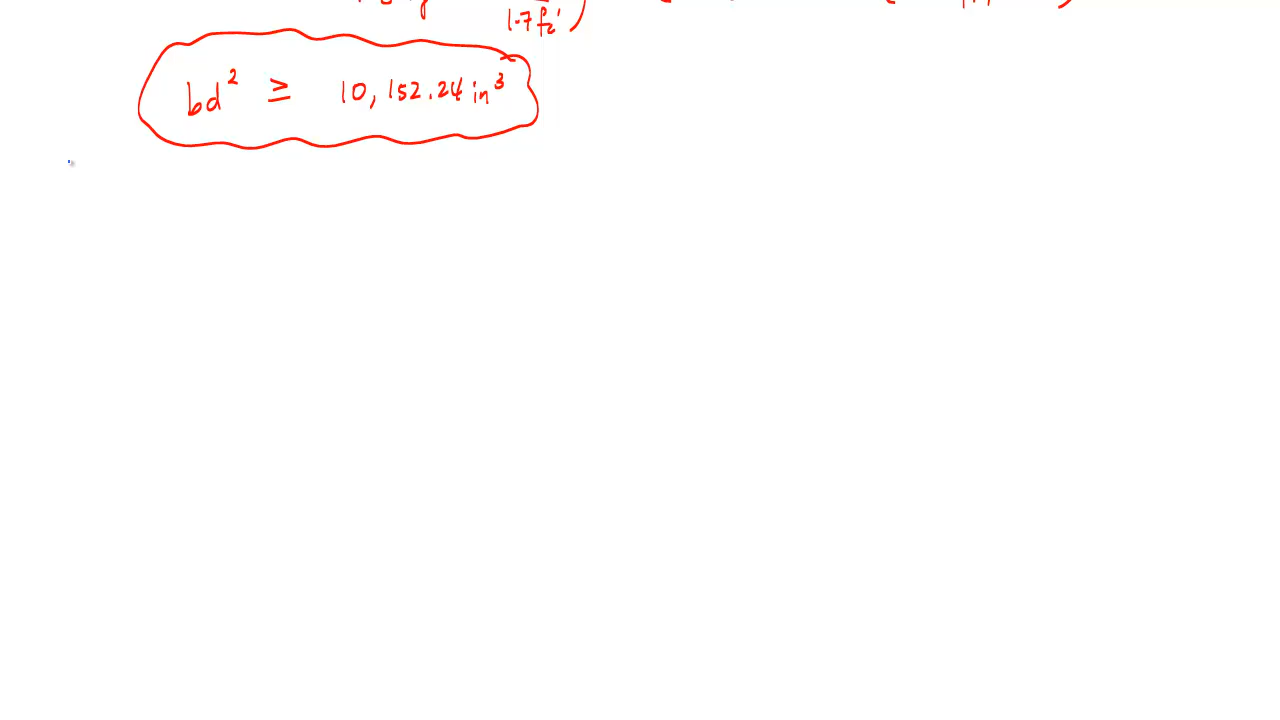 1.7fc'
bd² ≥ 10,152.24 in³